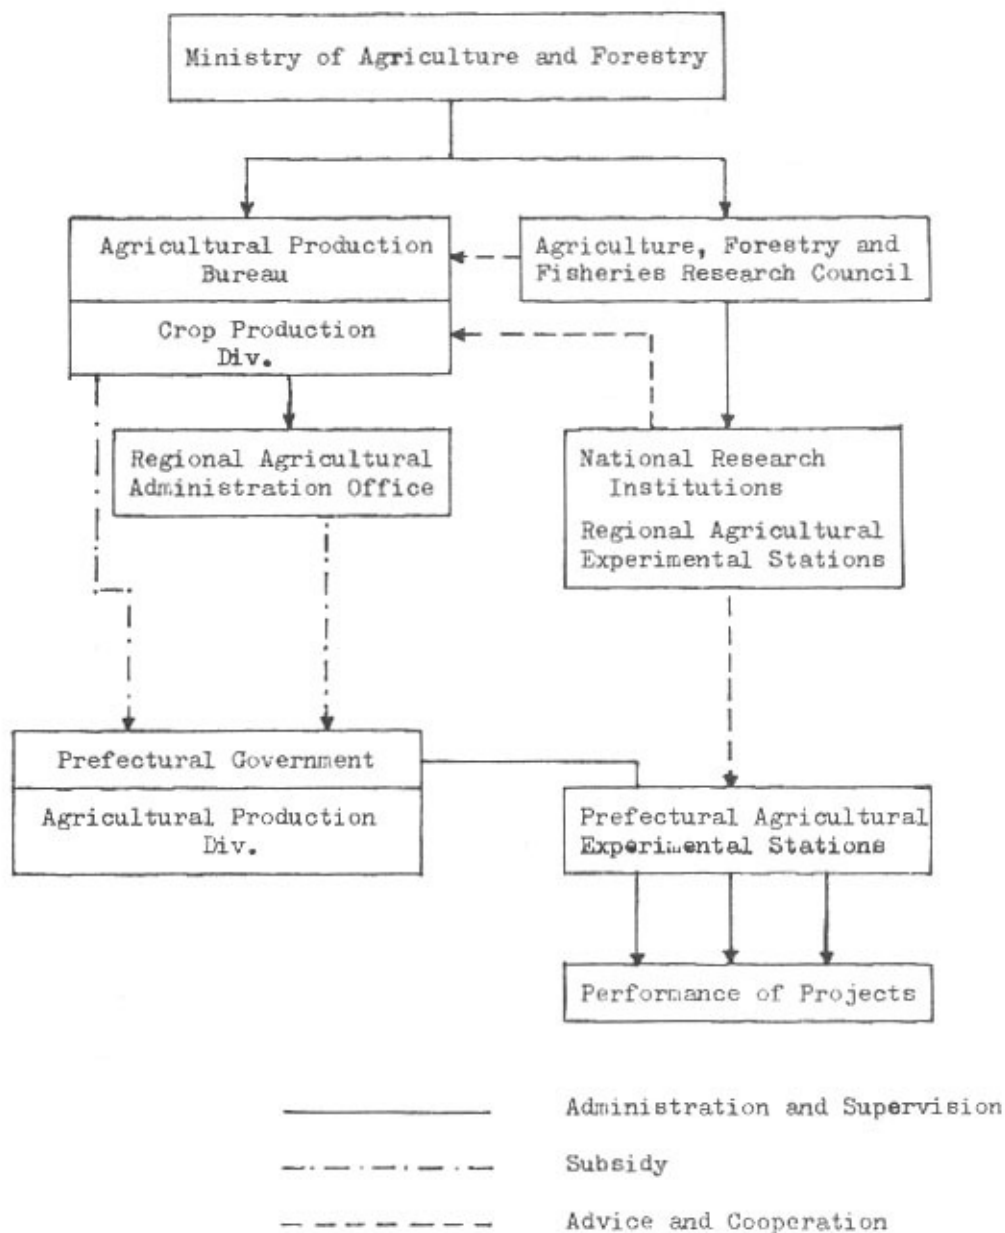 Ministry of Agriculture and Forestry
Agricultural Production
Bureau
Agriculture, Forestry and
Fisheries Research Council
Crop Production
Div.
Regional Agricultural
Administration Office
National Research
Institutions
Regional Agricultural
Experimental Stations
Prefectural Government
Agricultural Production
Div.
Prefectural Agricultural
Experimental Stations
Performance of Projects
Administration and Supervision
Subsidy
Advice and Cooperation